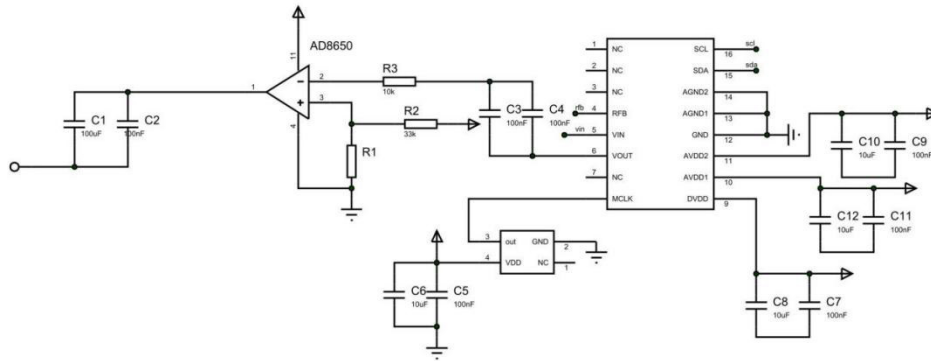 AD8650
11
1
2
3
4
C1
100uF
C2
100nF
R3
10k
R2
33k
R1
C3
100nF
C4
100nF
1 NC
2 NC
3 NC
rfb 4 RFB
vin 5 VIN
6 VOUT
7 NC
MCLK
SCL 16 scl
SDA 15 sda
AGND2 14
AGND1 13
GND 12
AVDD2 11
AVDD1 10
DVDD 9
C10
10uF
C9
100nF
C12
10uF
C11
100nF
C8
10uF
C7
100nF
3 out GND 2
4 VDD NC 1
C6
10uF
C5
100nF